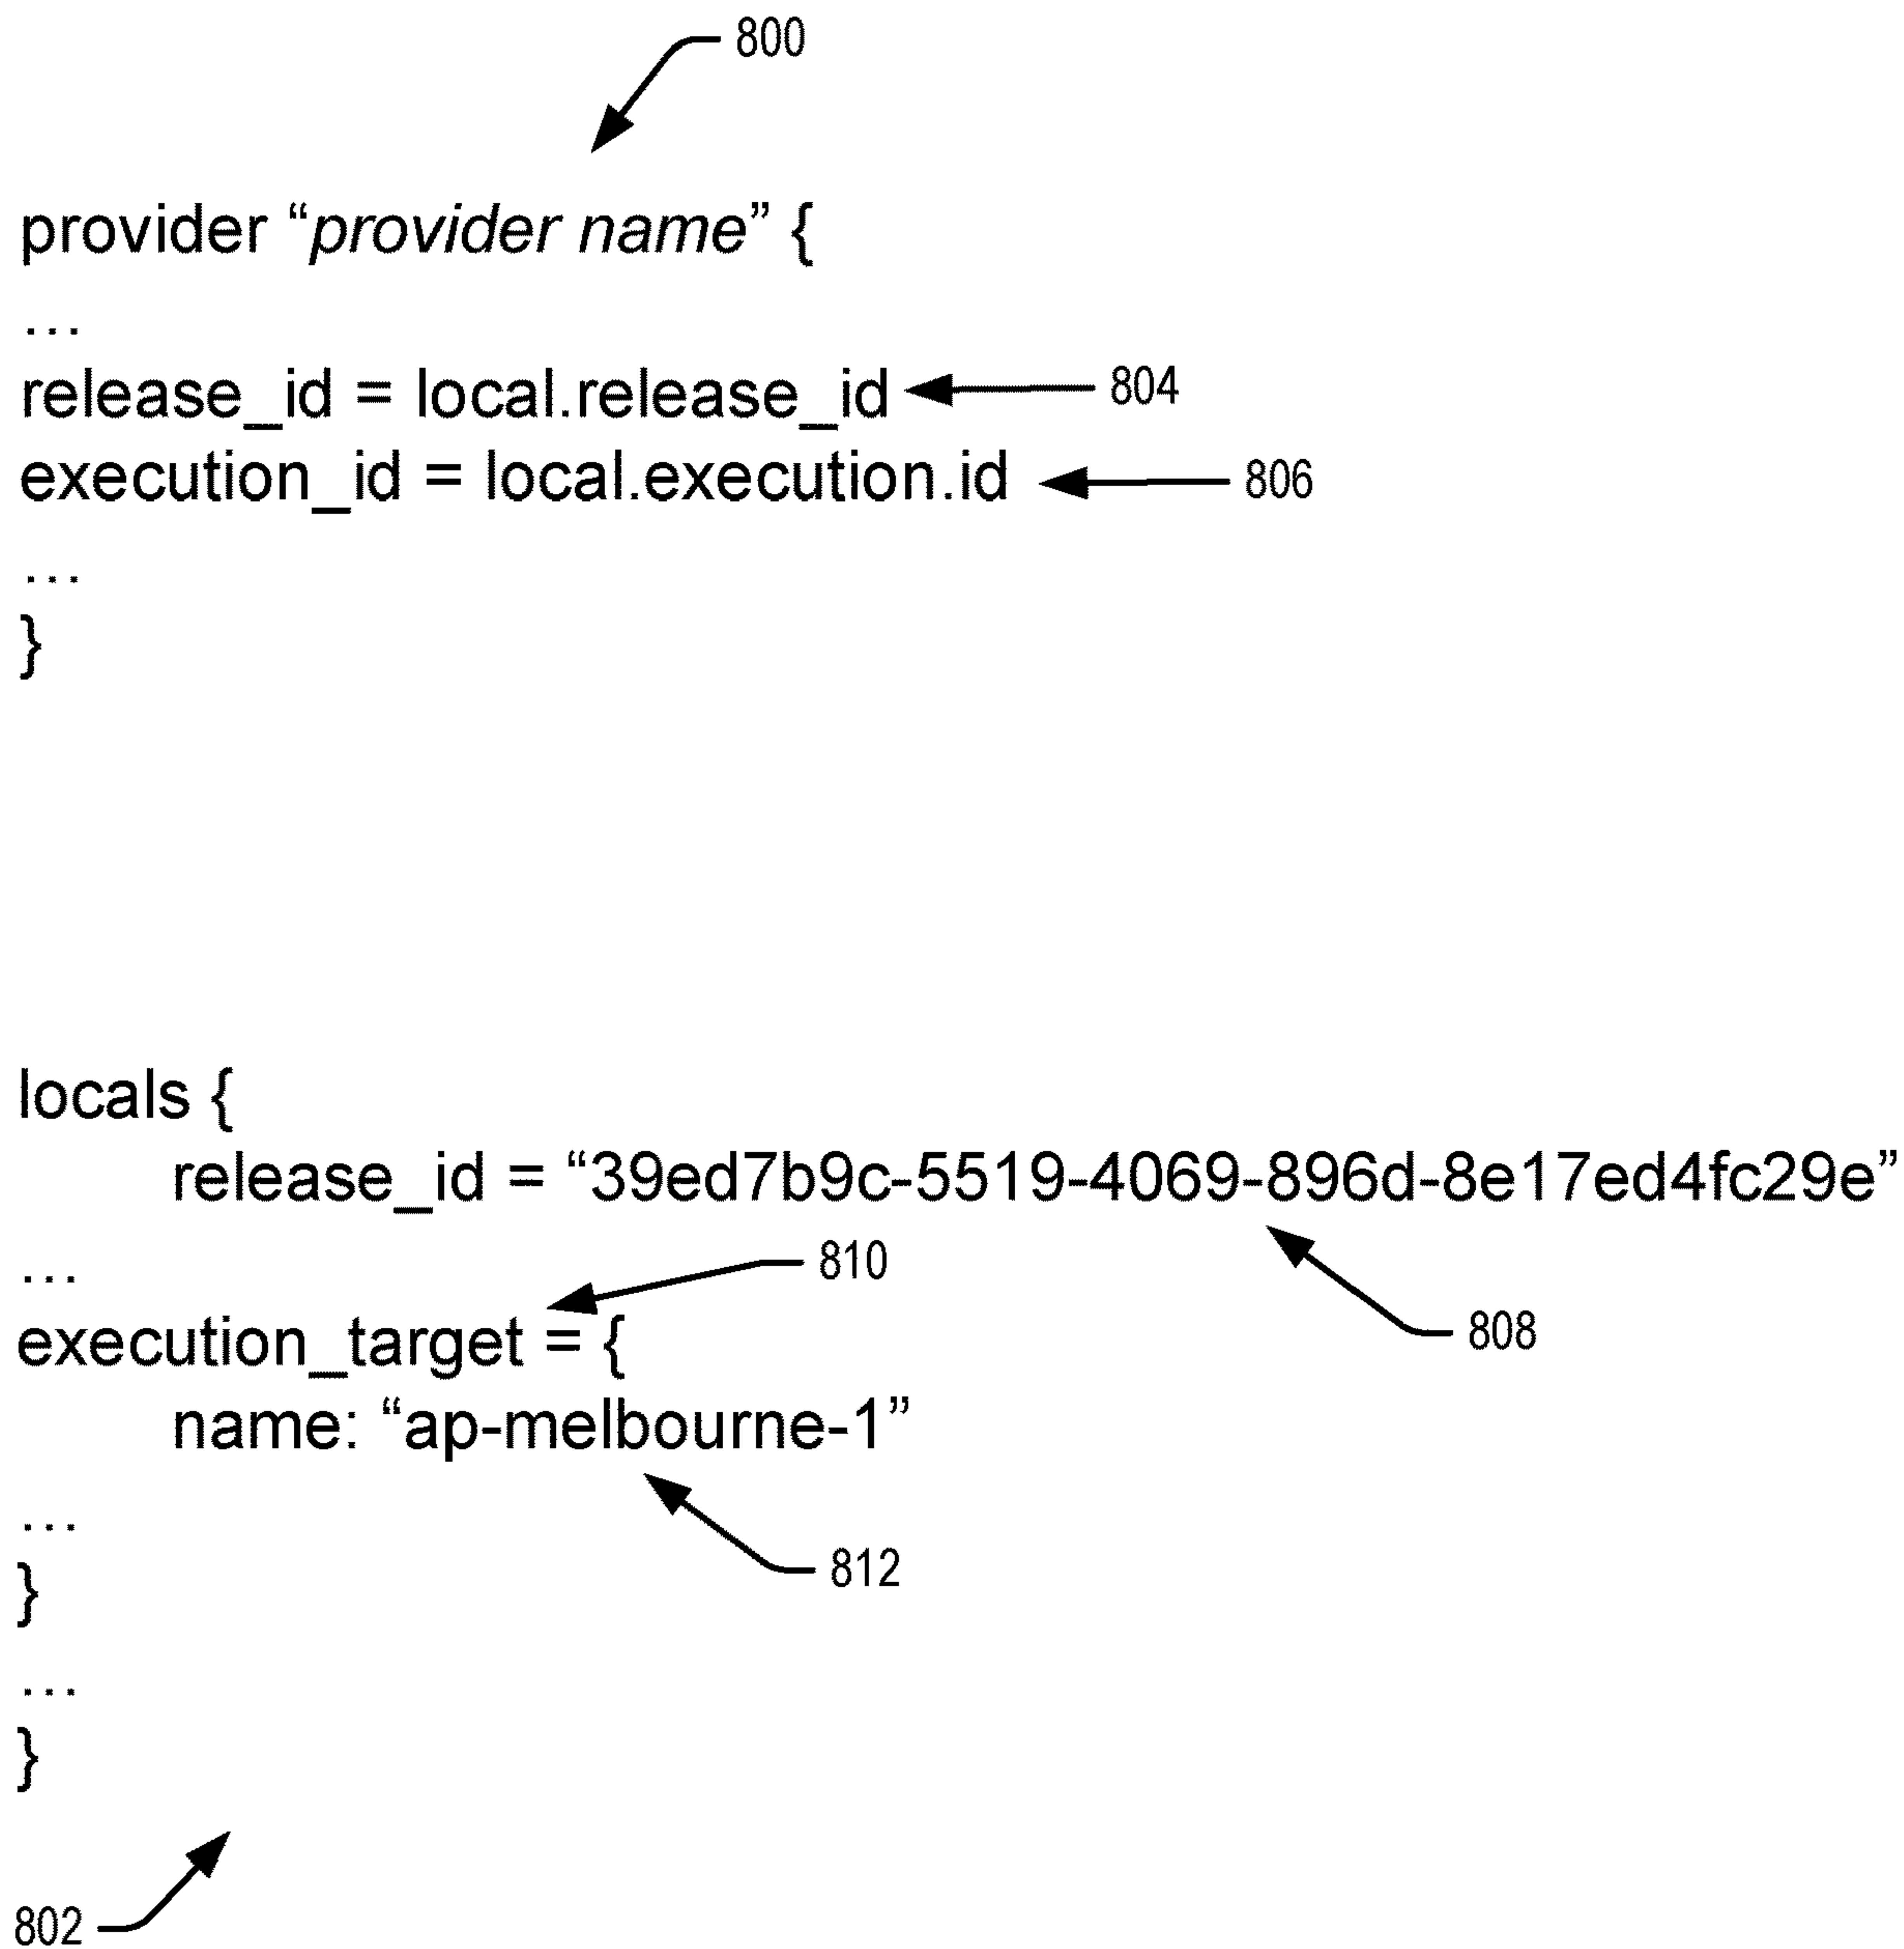 800
provider “provider name” {
...
release_id = local.release_id 804
execution_id = local.execution.id 806
...
}
locals {
release_id = “39ed7b9c-5519-4069-896d-8e17ed4fc29e”
... 810
808
execution_target = {
name: “ap-melbourne-1”
...
812
}
...
}
802